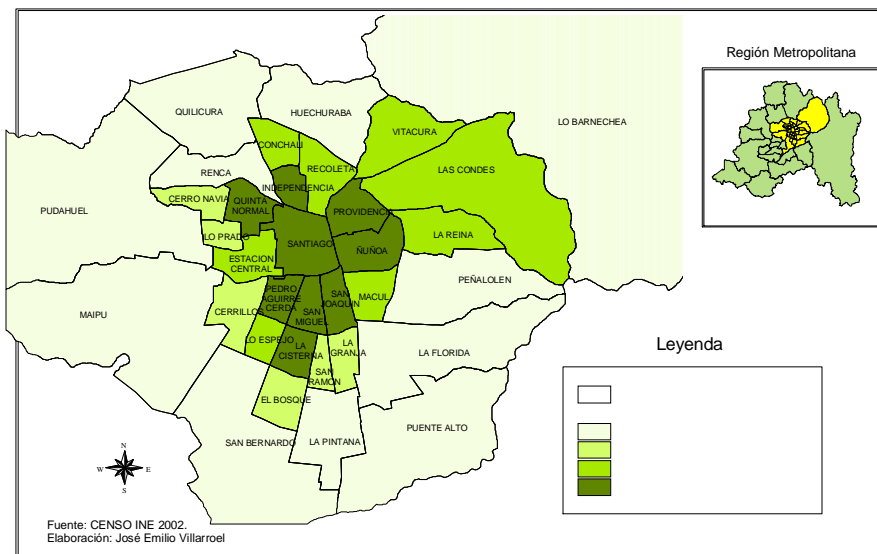 Región Metropolitana
LO BARNECHEA
QUILICURA
HUECHURABA
VITACURA
CONCHALI
RECOLETA
LAS CONDES
RENCA
INDEPENDENCIA
CERRO NAVIA
QUINTA
NORMAL
PROVIDENCIA
PUDAHUEL
LO PRADO
SANTIAGO
ÑUÑOA
LA REINA
ESTACION
CENTRAL
PEÑALOLEN
PEDRO
AGUIRRE
CERDA
SAN
JOAQUIN
MACUL
MAIPU
CERRILLOS
SAN
MIGUEL
LO ESPEJO
LA
CISTERNA
LA
GRANJA
LA FLORIDA
SAN
RAMON
EL BOSQUE
SAN BERNARDO
LA PINTANA
PUENTE ALTO
Leyenda
N
W
E
S
Fuente: CENSO INE 2002.
Elaboración: José Emilio Villarroel